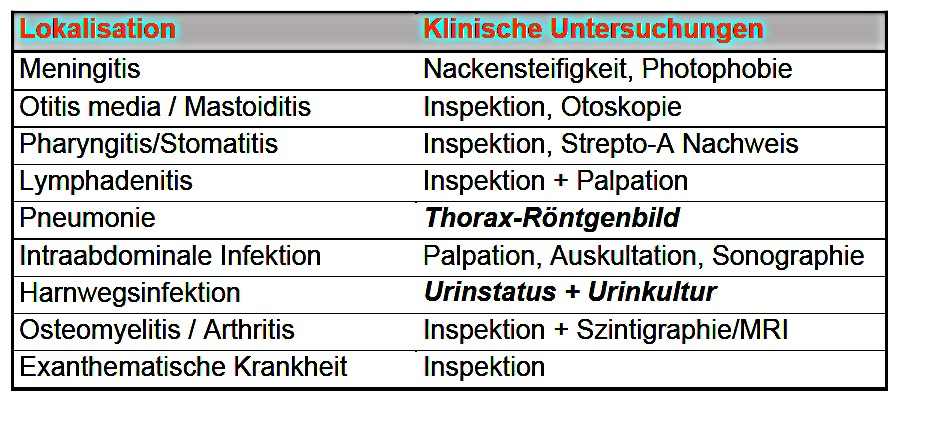 Lokalisation Klinische Untersuchungen
Meningitis Nackensteifigkeit, Photophobie
Otitis media / Mastoiditis Inspektion, Otoskopie
Pharyngitis/Stomatitis Inspektion, Strepto-A Nachweis
Lymphadenitis Inspektion + Palpation
Pneumonie Thorax-Röntgenbild
Intraabdominale Infektion Palpation, Auskultation, Sonographie
Harnwegsinfektion Urinstatus + Urinkultur
Osteomyelitis / Arthritis Inspektion + Szintigraphie/MRI
Exanthematische Krankheit Inspektion